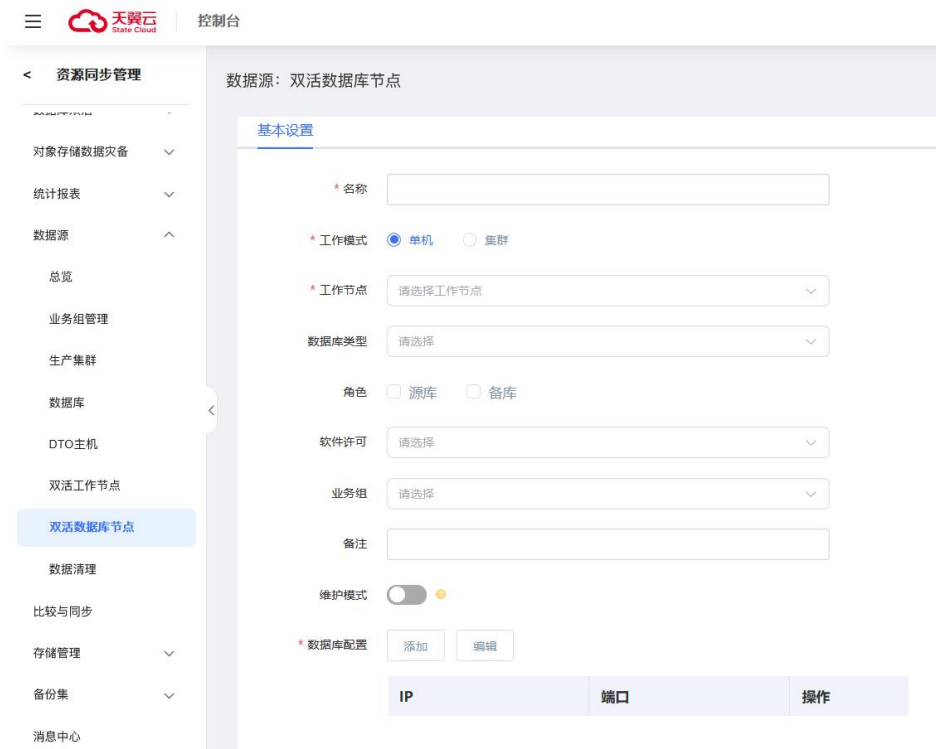 天翼云
State Cloud
控制台
< 资源同步管理
对象存储数据灾备
统计报表
数据源
总览
业务组管理
生产集群
数据库
DTO主机
双活工作节点
双活数据库节点
数据清理
比较与同步
存储管理
备份集
消息中心
数据源：双活数据库节点
基本设置
* 名称
* 工作模式 单机 集群
* 工作节点 请选择工作节点
数据库类型 请选择
角色 源库 备库
软件许可 请选择
业务组 请选择
备注
维护模式 ?
* 数据库配置 添加 编辑
IP 端口 操作